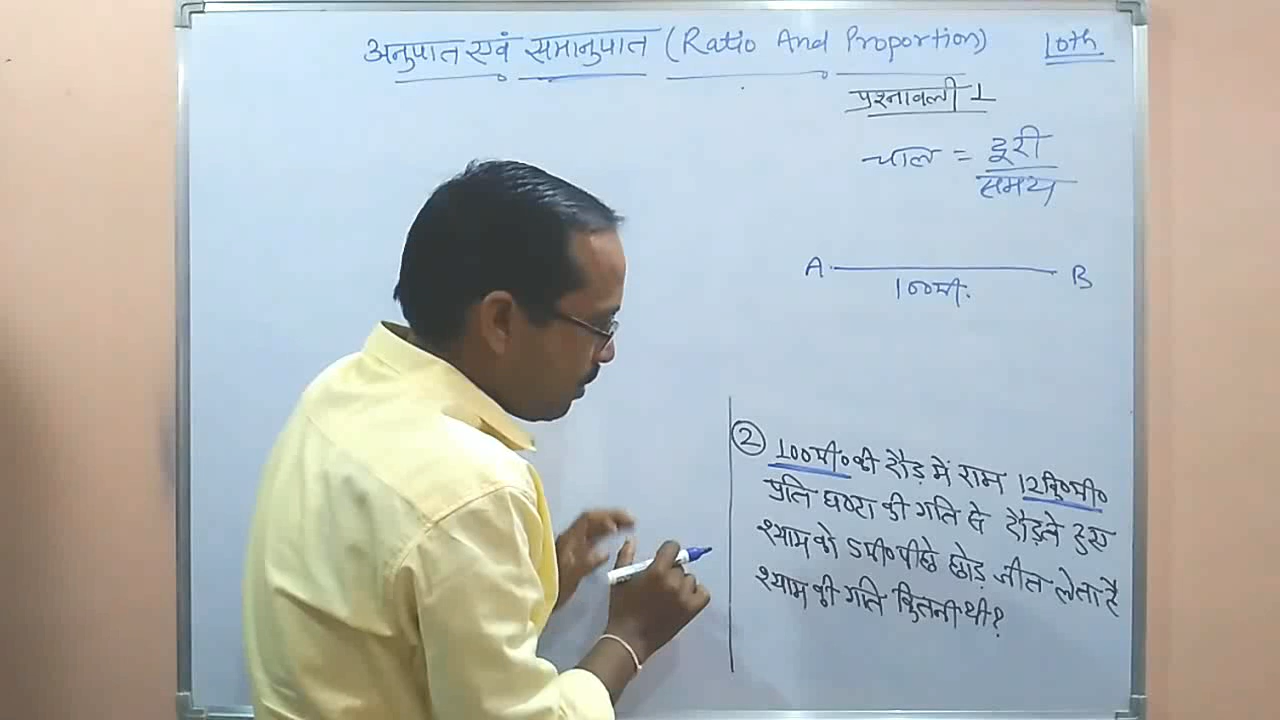 अनुपात एवं समानुपात (Ratio And Proportion)
10th
प्रश्नावली 1
चाल = दूरी
समय
A B
100मी.
② 100मी० की दौड़ में राम 12कि०मी०
प्रति घण्टा की गति से दौड़ते हुए
श्याम को 5मी० पीछे छोड़ जीत लेता है
श्याम की गति कितनी थी?